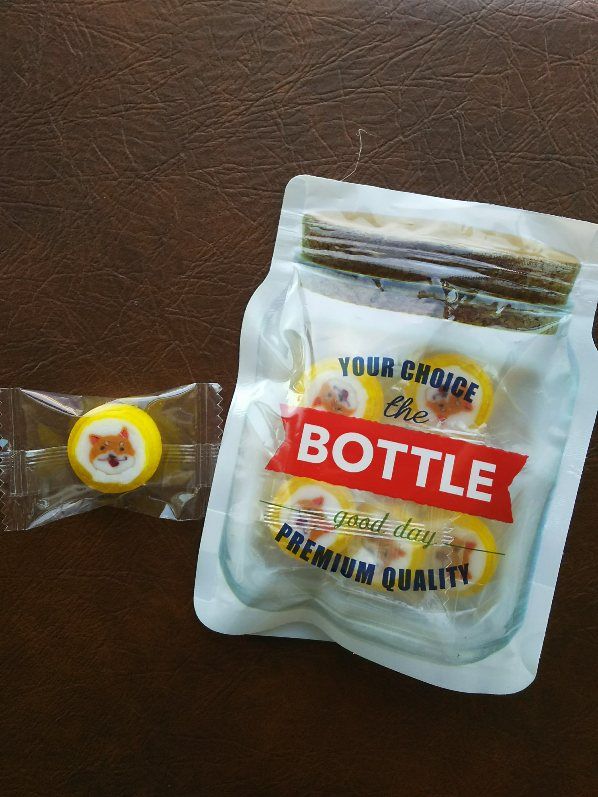 YOUR CHOICE
the
BOTTLE
good day
PREMIUM QUALITY